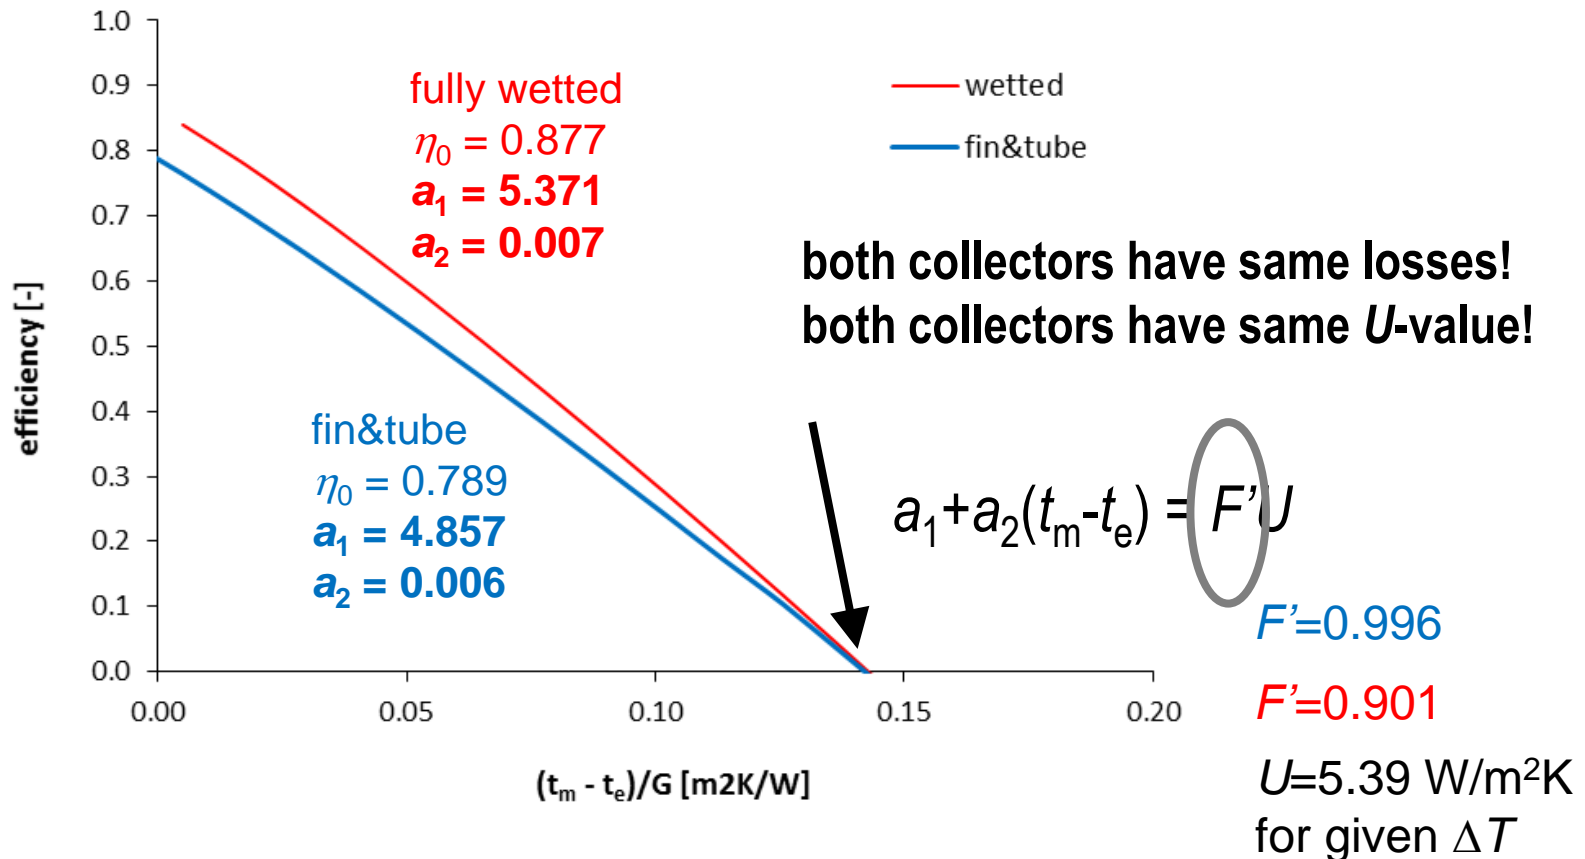 1.0
0.9
0.8
0.7
0.6
0.5
0.4
0.3
0.2
0.1
0.0
efficiency [-]
fully wetted
η0 = 0.877
a1 = 5.371
a2 = 0.007
wetted
fin&tube
both collectors have same losses!
both collectors have same U-value!
fin&tube
η0 = 0.789
a1 = 4.857
a2 = 0.006
a1+a2(tm-te) = F’U
F’=0.996
F’=0.901
U=5.39 W/m2K
for given ΔT
0.00 0.05 0.10 0.15 0.20
(tm - te)/G [m2K/W]